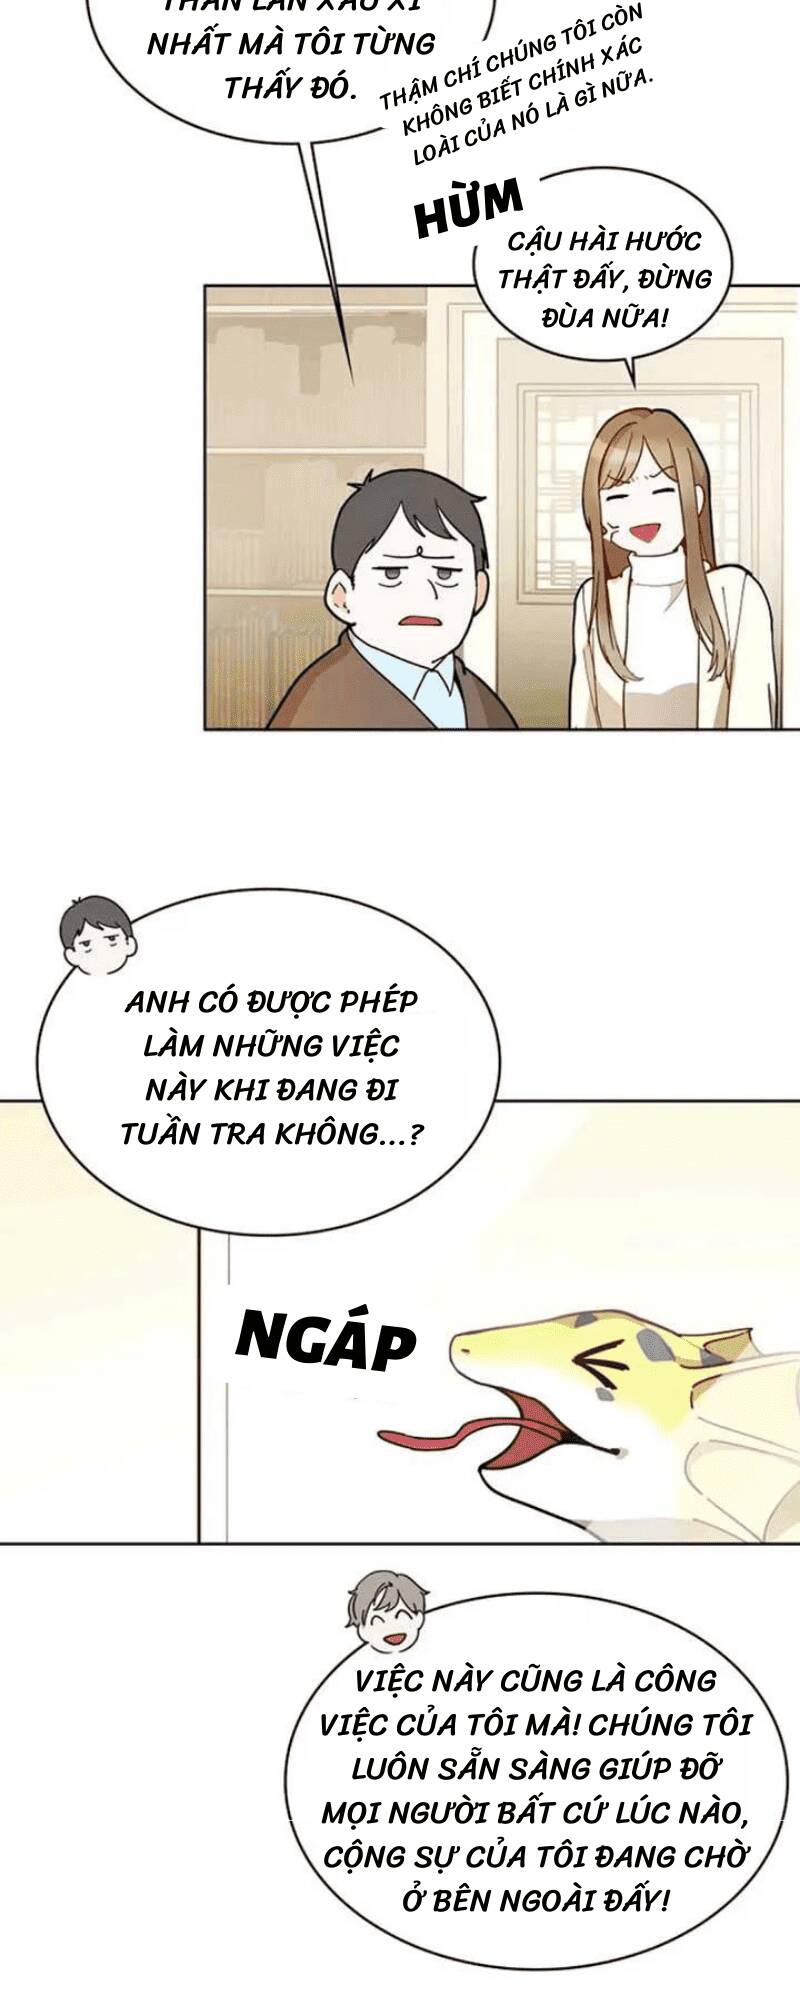 THẰN LẰN XẤU XÍ
NHẤT MÀ TÔI TỪNG
THẤY ĐÓ.
THẬM CHÍ CHÚNG TÔI CÒN
KHÔNG BIẾT CHÍNH XÁC
LOÀI CỦA NÓ LÀ GÌ NỮA.
HỪM
CẬU HÀI HƯỚC
THẬT ĐẤY, ĐỪNG
ĐÙA NỮA!
ANH CÓ ĐƯỢC PHÉP
LÀM NHỮNG VIỆC
NÀY KHI ĐANG ĐI
TUẦN TRA KHÔNG...?
NGÁP
VIỆC NÀY CŨNG LÀ CÔNG
VIỆC CỦA TÔI MÀ! CHÚNG TÔI
LUÔN SẴN SÀNG GIÚP ĐỠ
MỌI NGƯỜI BẤT CỨ LÚC NÀO,
CỘNG SỰ CỦA TÔI ĐANG CHỜ
Ở BÊN NGOÀI ĐẤY!